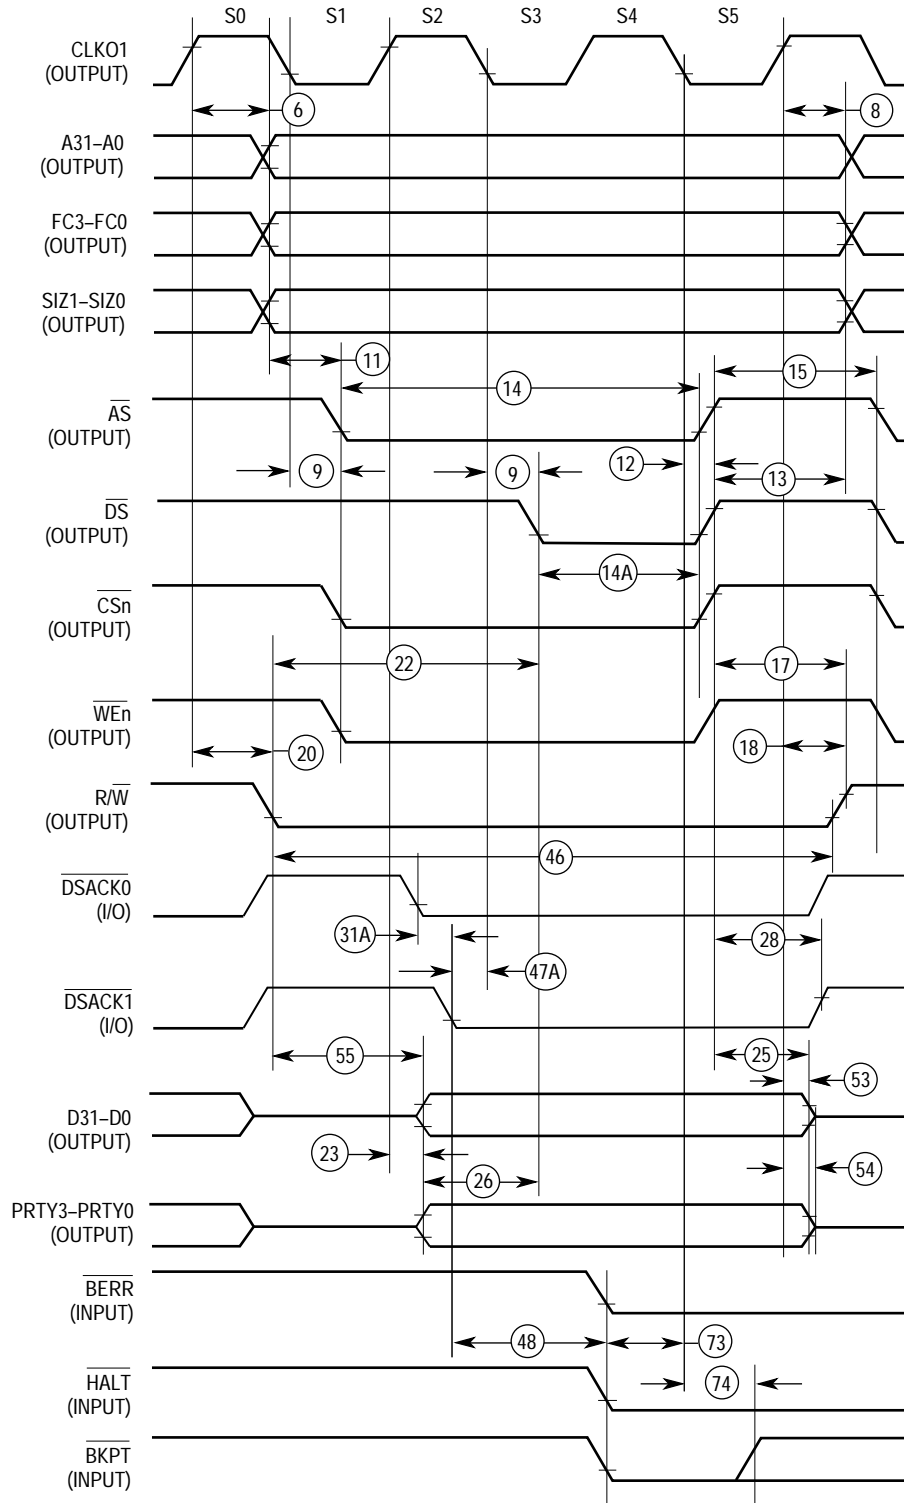 S0 S1 S2 S3 S4 S5
CLKO1
(OUTPUT)
6
8
A31–A0
(OUTPUT)
FC3–FC0
(OUTPUT)
SIZ1–SIZ0
(OUTPUT)
11
15
14
AS
(OUTPUT)
9
9
12
13
DS
(OUTPUT)
14A
CSn
(OUTPUT)
22
17
WEn
(OUTPUT)
20
18
R/W
(OUTPUT)
46
DSACK0
(I/O)
31A
28
47A
DSACK1
(I/O)
55
25
53
D31–D0
(OUTPUT)
23
54
26
PRTY3–PRTY0
(OUTPUT)
BERR
(INPUT)
48
73
HALT
(INPUT)
74
BKPT
(INPUT)